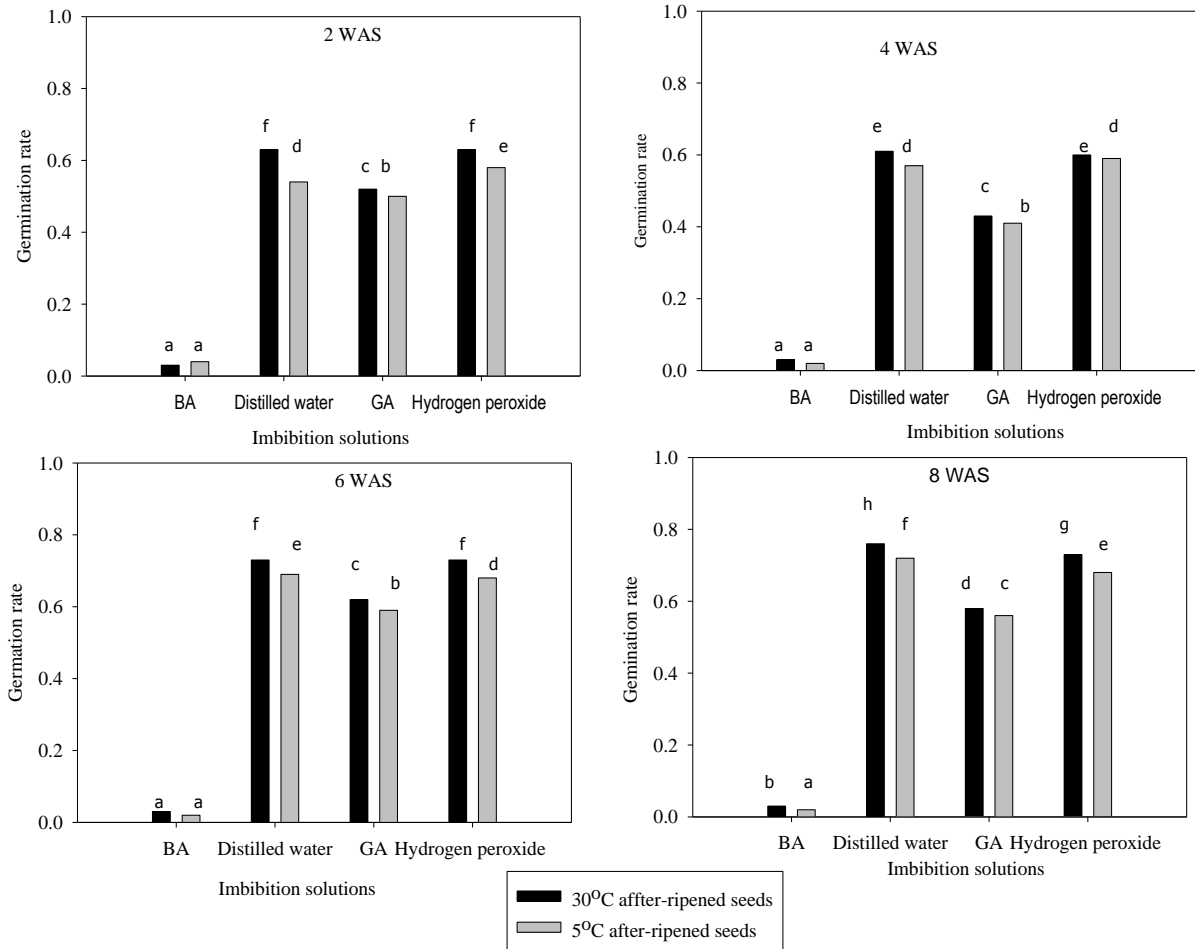 2 WAS
Germination rate
1.0
0.8
0.6
0.4
0.2
0.0
a a f d c b f e
BA Distilled water GA Hydrogen peroxide
Imbibition solutions
4 WAS
Germination rate
1.0
0.8
0.6
0.4
0.2
0.0
a a e d c b e d
BA Distilled water GA Hydrogen peroxide
Imbibition solutions
6 WAS
Germation rate
1.0
0.8
0.6
0.4
0.2
0.0
a a f e c b f d
BA Distilled water GA Hydrogen peroxide
Imbibition solutions
8 WAS
Gemination rate
1.0
0.8
0.6
0.4
0.2
0.0
b a h f d c g e
BA Distilled water GA Hydrogen peroxide
Imbibition solutions
30°C affter-ripened seeds
5°C after-ripened seeds